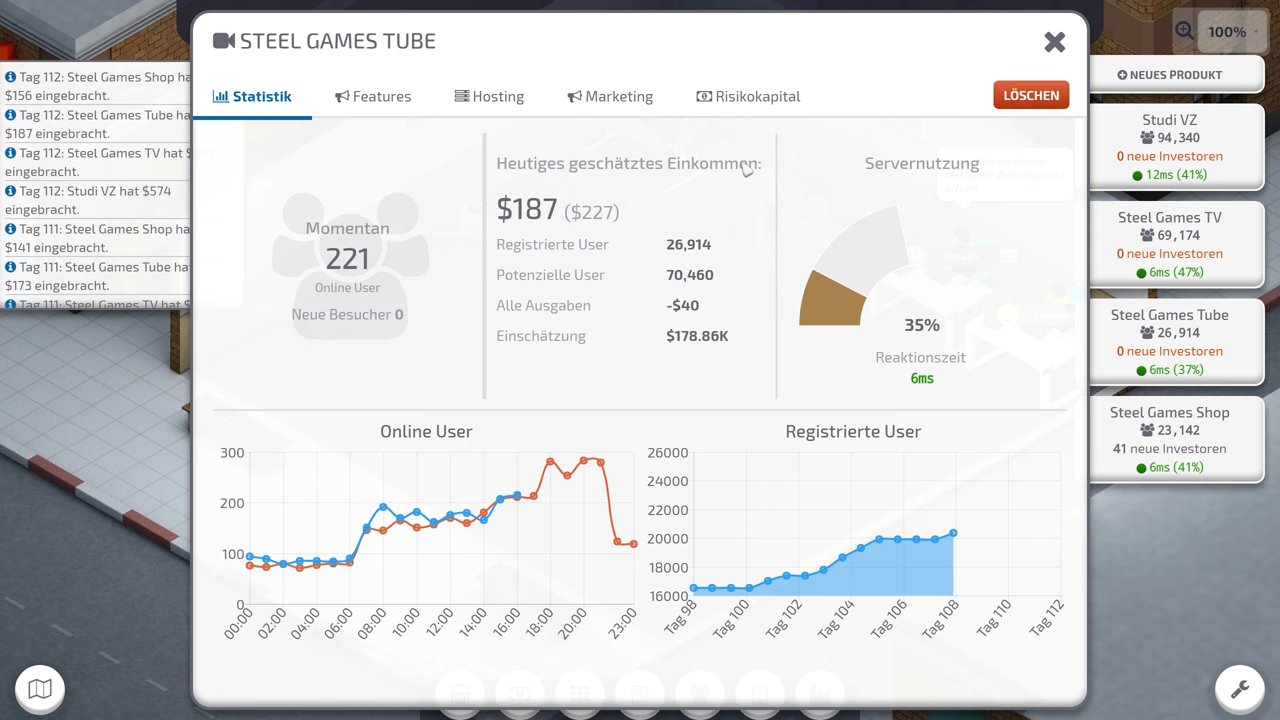 STEEL GAMES TUBE
100%
Tag 112: Steel Games Shop ha
$156 eingebracht.
Tag 112: Steel Games Tube ha
$187 eingebracht.
Tag 112: Steel Games TV hat $
eingebracht.
Tag 112: Studi VZ hat $574
eingebracht.
Tag 111: Steel Games Shop ha
$141 eingebracht.
Tag 111: Steel Games Tube ha
$173 eingebracht.
Tag 111: Steel Games TV hat $
Statistik
Features
Hosting
Marketing
Risikokapital
LÖSCHEN
Momentan
221
Online User
Neue Besucher 0
Heutiges geschätztes Einkommen:
$187 ($227)
Registrierte User 26,914
Potenzielle User 70,460
Alle Ausgaben -$40
Einschätzung $178.86K
Servernutzung
35%
Reaktionszeit
6ms
Online User
300
200
100
0
00:00
02:00
04:00
06:00
08:00
10:00
12:00
14:00
16:00
18:00
20:00
23:00
Registrierte User
26000
24000
22000
20000
18000
16000
Tag 98
Tag 100
Tag 102
Tag 104
Tag 106
Tag 108
Tag 110
Tag 112
NEUES PRODUKT
Studi VZ
94,340
0 neue Investoren
12ms (41%)
Steel Games TV
69,174
0 neue Investoren
6ms (47%)
Steel Games Tube
26,914
0 neue Investoren
6ms (37%)
Steel Games Shop
23,142
41 neue Investoren
6ms (41%)